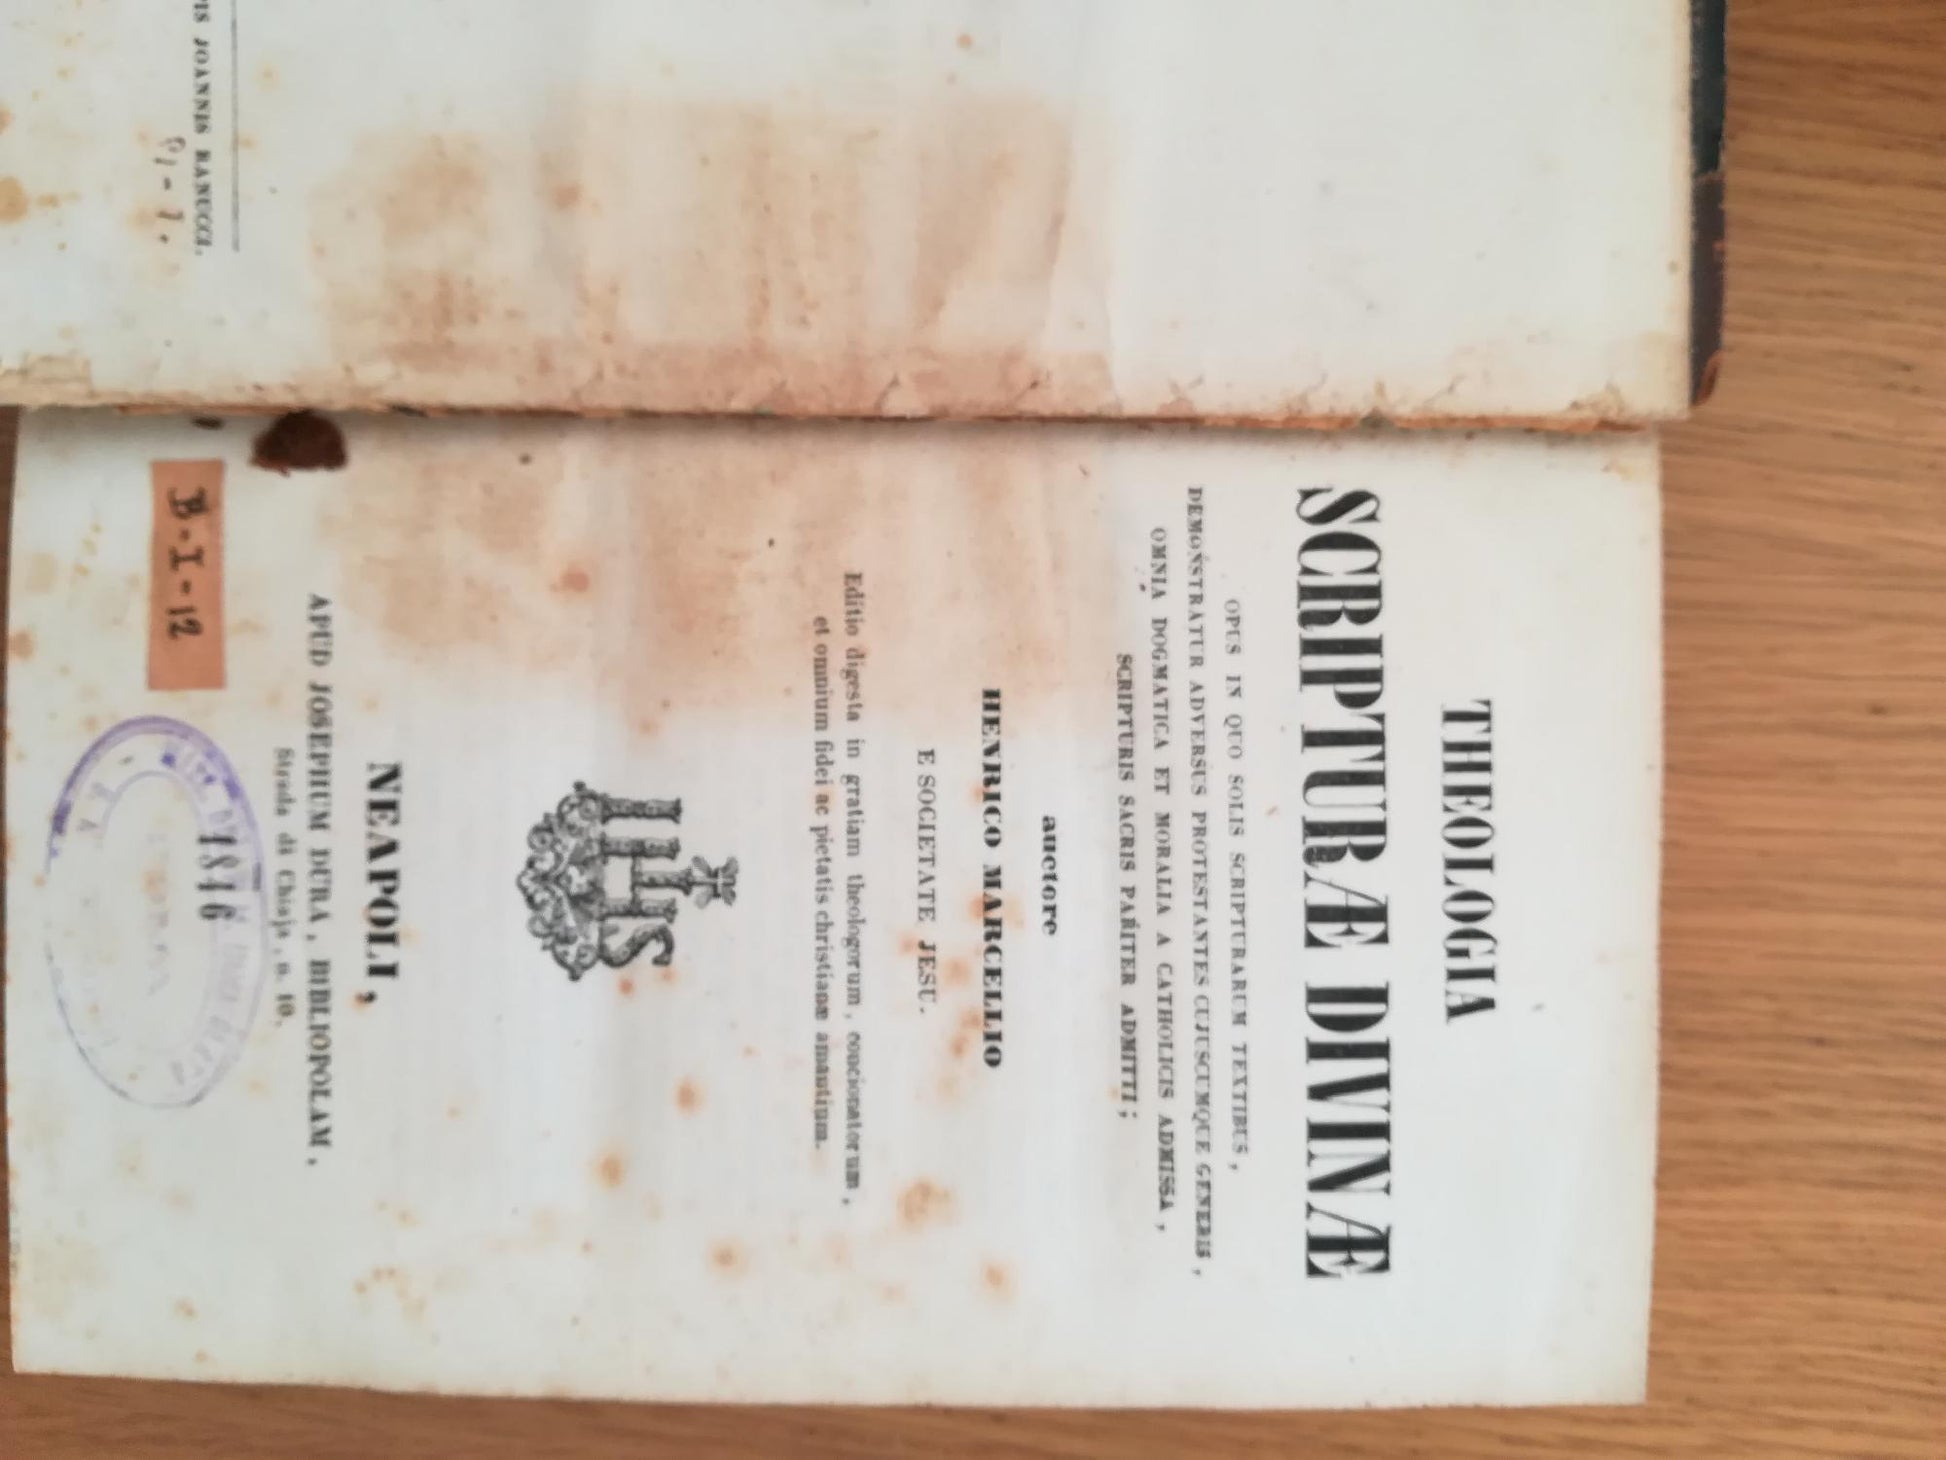 JOANNIS RANUCCI.
THEOLOGIA
SCRIPTURÆ DIVINÆ
OPUS IN QUO SOLIS SCRIPTURARUM TEXTIBUS,
DEMONSTRATUR ADVERSUS PROTESTANTES CUJUSCUMQUE GENERIS,
OMNIA DOGMATICA ET MORALIA A CATHOLICIS ADMISSA,
SCRIPTURIS SACRIS PARITER ADMITTI;
auctore
HENRICO MARCELLIO
E SOCIETATE JESU.
Editio digesta in gratiam theologorum, concionatorum,
et omnium fidei ac pietatis christianæ amantium.
IHS
NEAPOLI,
APUD JOSEPHUM DURA, BIBLIOPOLAM,
Strada di Chiaja, n. 10.
1846
B-I-12